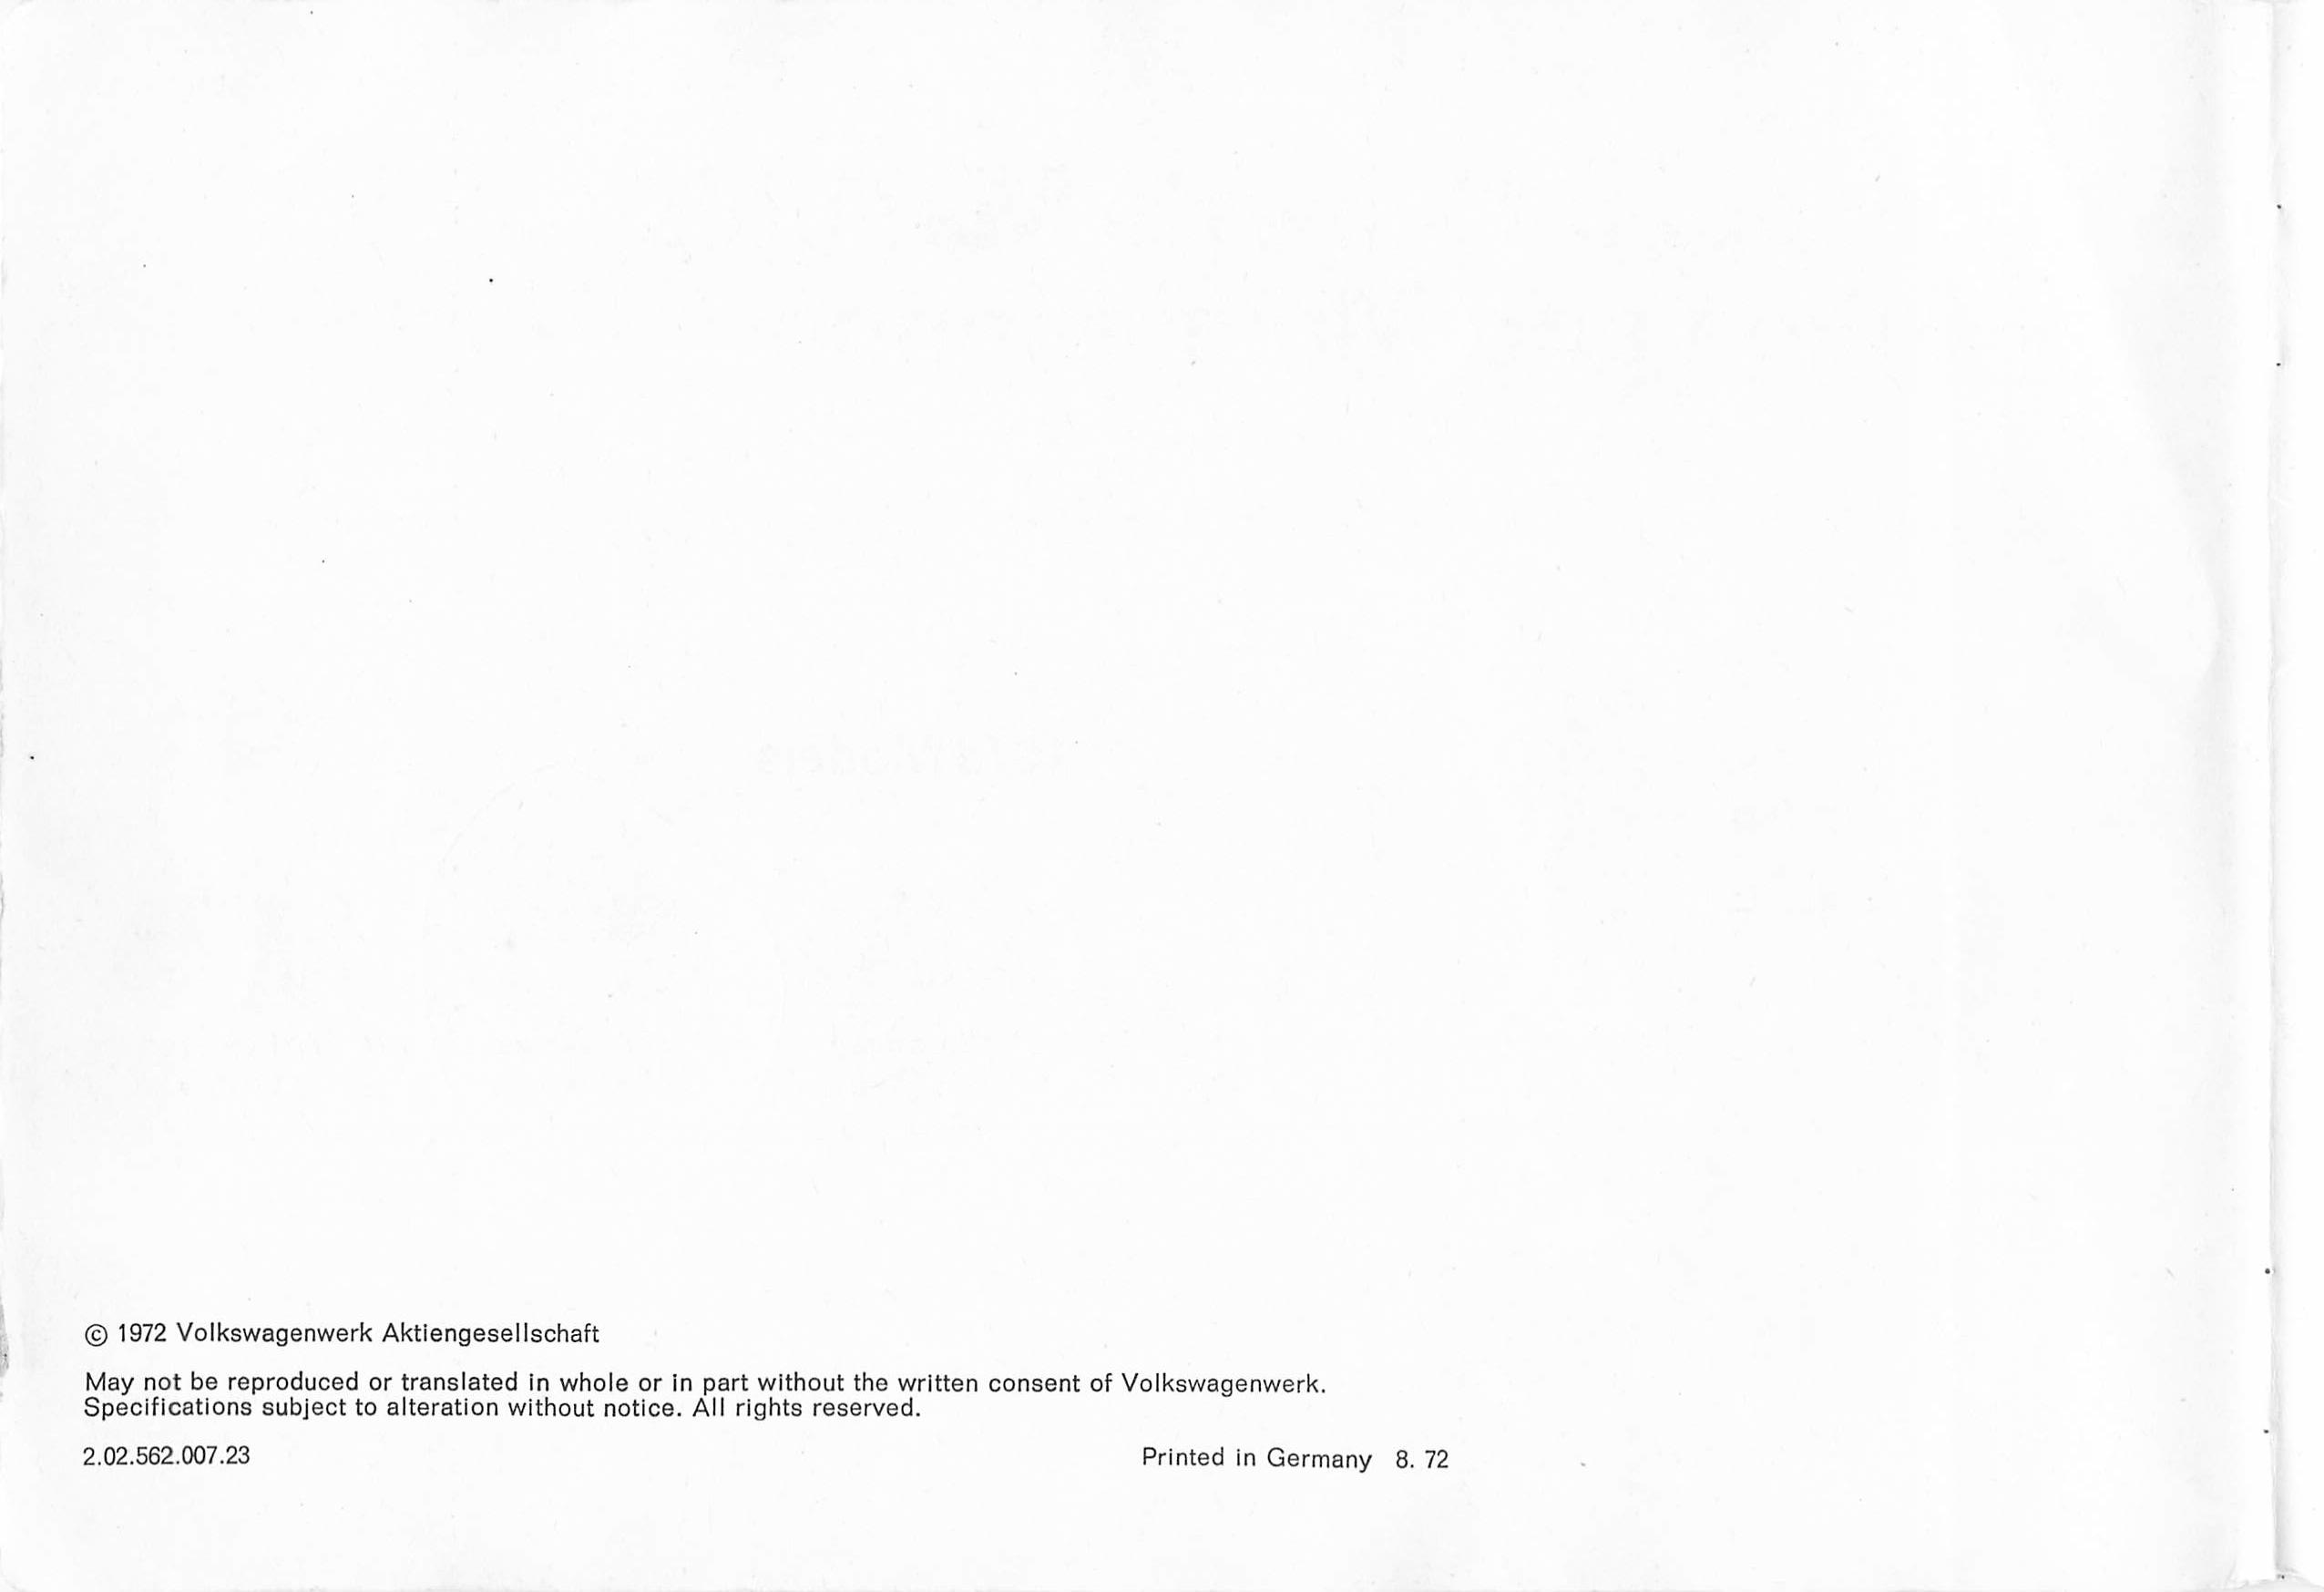 © 1972 Volkswagenwerk Aktiengesellschaft
May not be reproduced or translated in whole or in part without the written consent of Volkswagenwerk.
Specifications subject to alteration without notice. All rights reserved.
2.02.562.007.23
Printed in Germany 8. 72